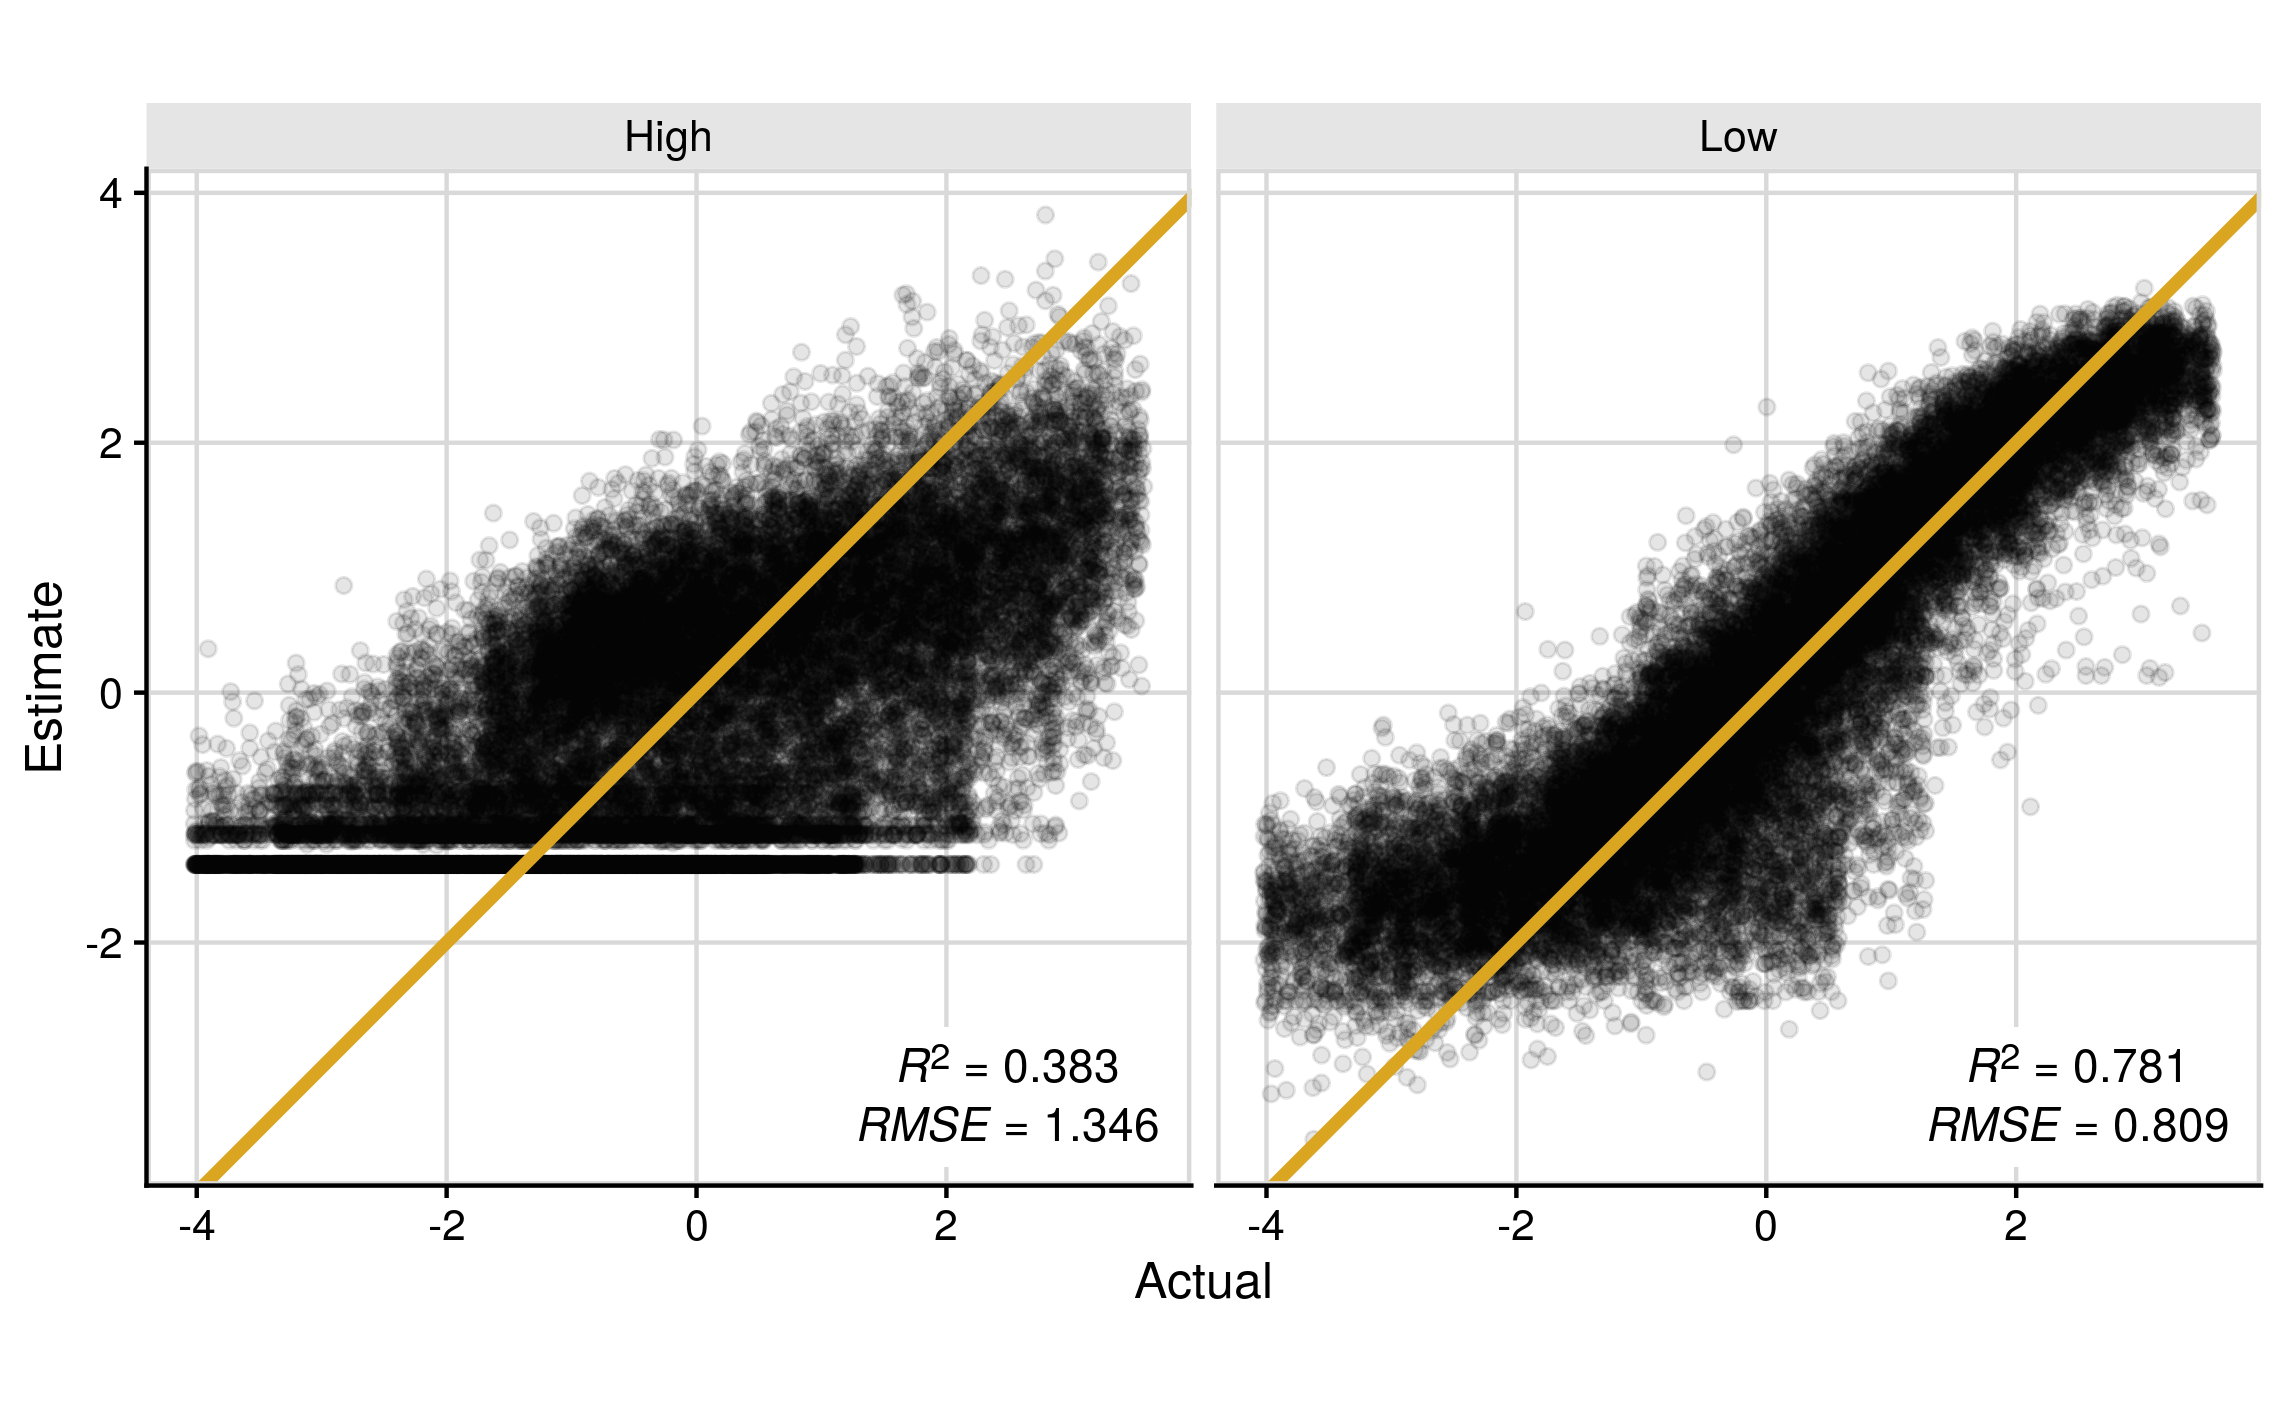 High
Low
4
2
0
-2
Estimate
R² = 0.383
RMSE = 1.346
R² = 0.781
RMSE = 0.809
-4 -2 0 2
-4 -2 0 2
Actual